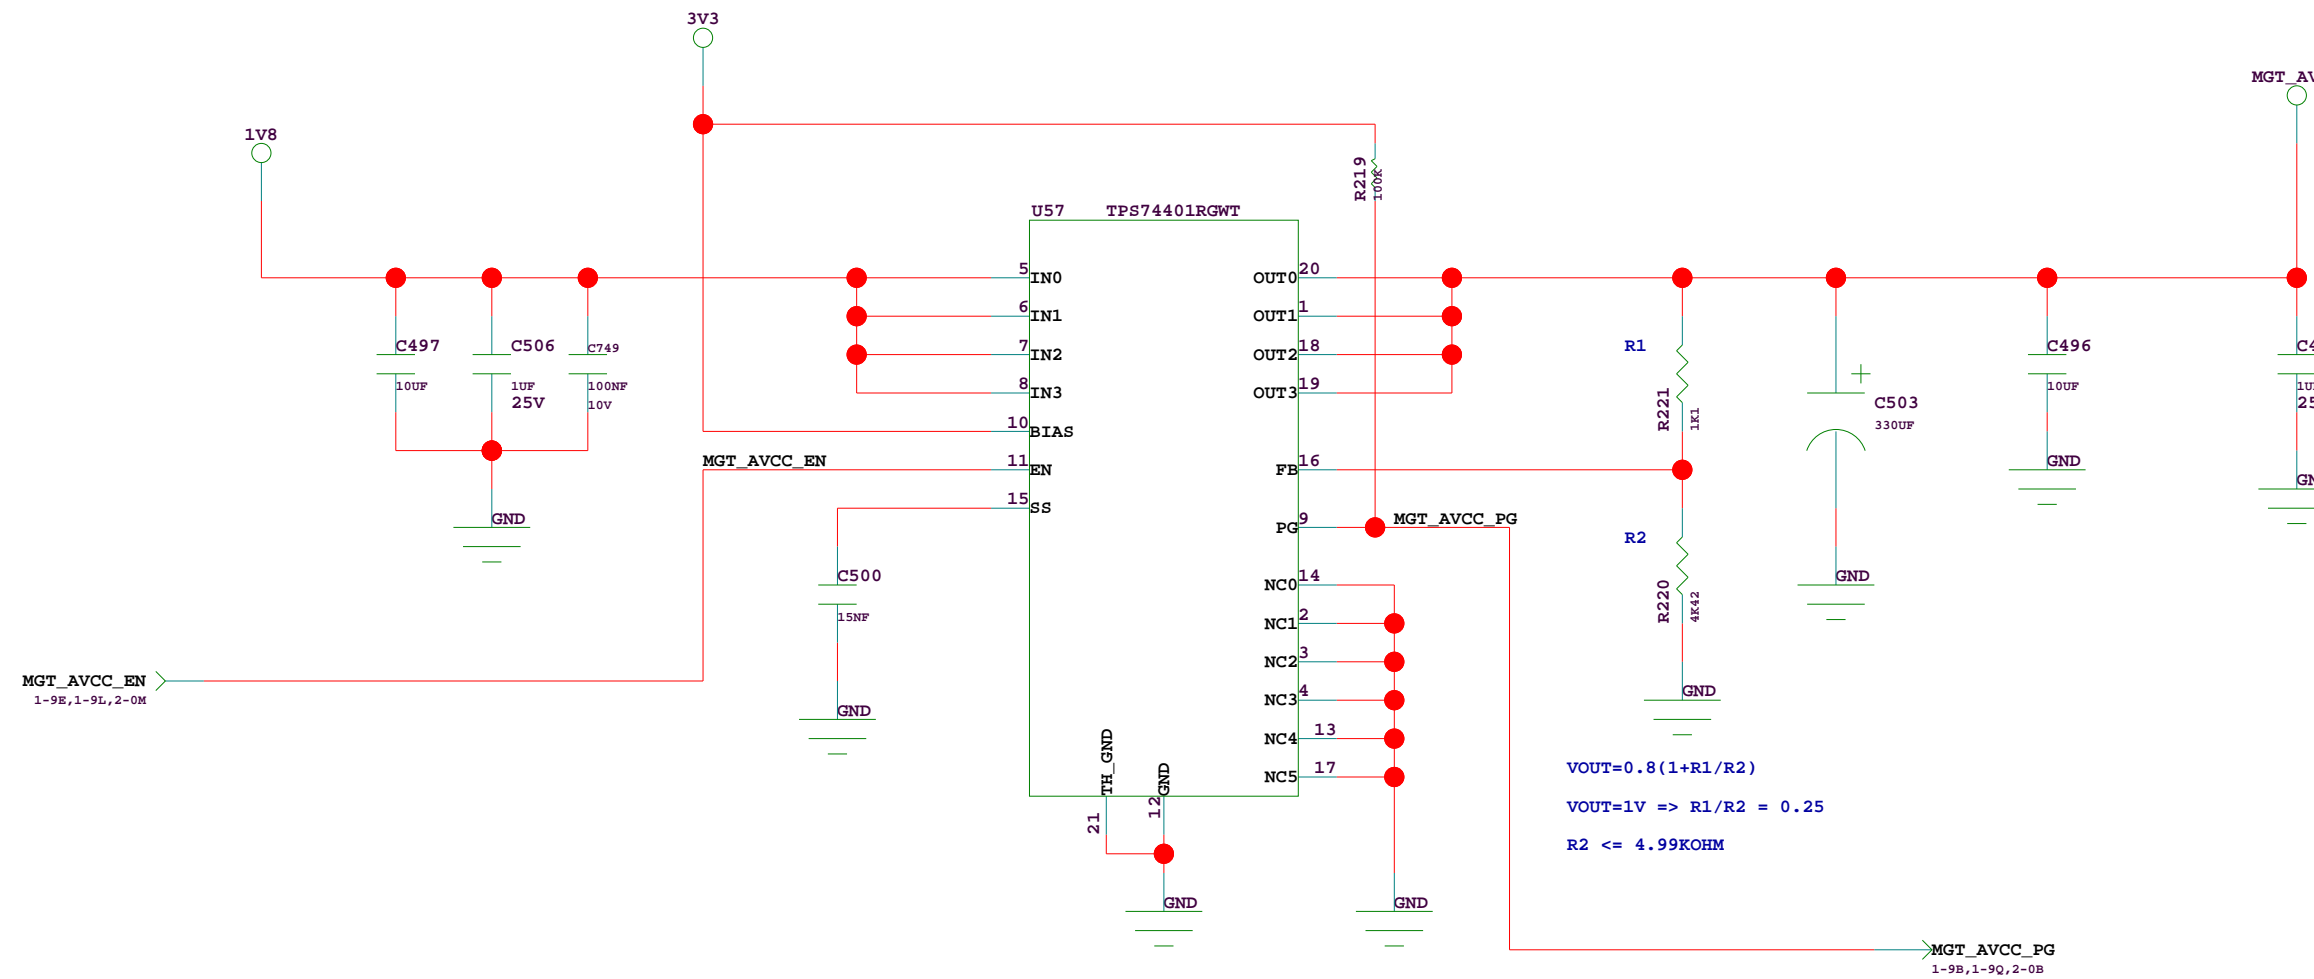 3V3
MGT_AV
1V8
R219
100K
U57 TPS74401RGWT
5 IN0
6 IN1
7 IN2
8 IN3
10 BIAS
MGT_AVCC_EN 11 EN
15 SS
OUT0 20
OUT1 1
OUT2 18
OUT3 19
FB 16
PG 9 MGT_AVCC_PG
NC0 14
NC1 2
NC2 3
NC3 4
NC4 13
NC5 17
TH_GND
GND
21
12
GND
GND
C497
10UF
C506
1UF
25V
C749
100NF
10V
GND
C500
15NF
GND
MGT_AVCC_EN
1-9E,1-9L,2-0M
R1
R221
1K1
R2
R220
4K42
GND
C503
330UF
GND
C496
10UF
GND
C4
1U
25
GN
VOUT=0.8(1+R1/R2)
VOUT=1V => R1/R2 = 0.25
R2 <= 4.99KOHM
MGT_AVCC_PG
1-9B,1-9Q,2-0B